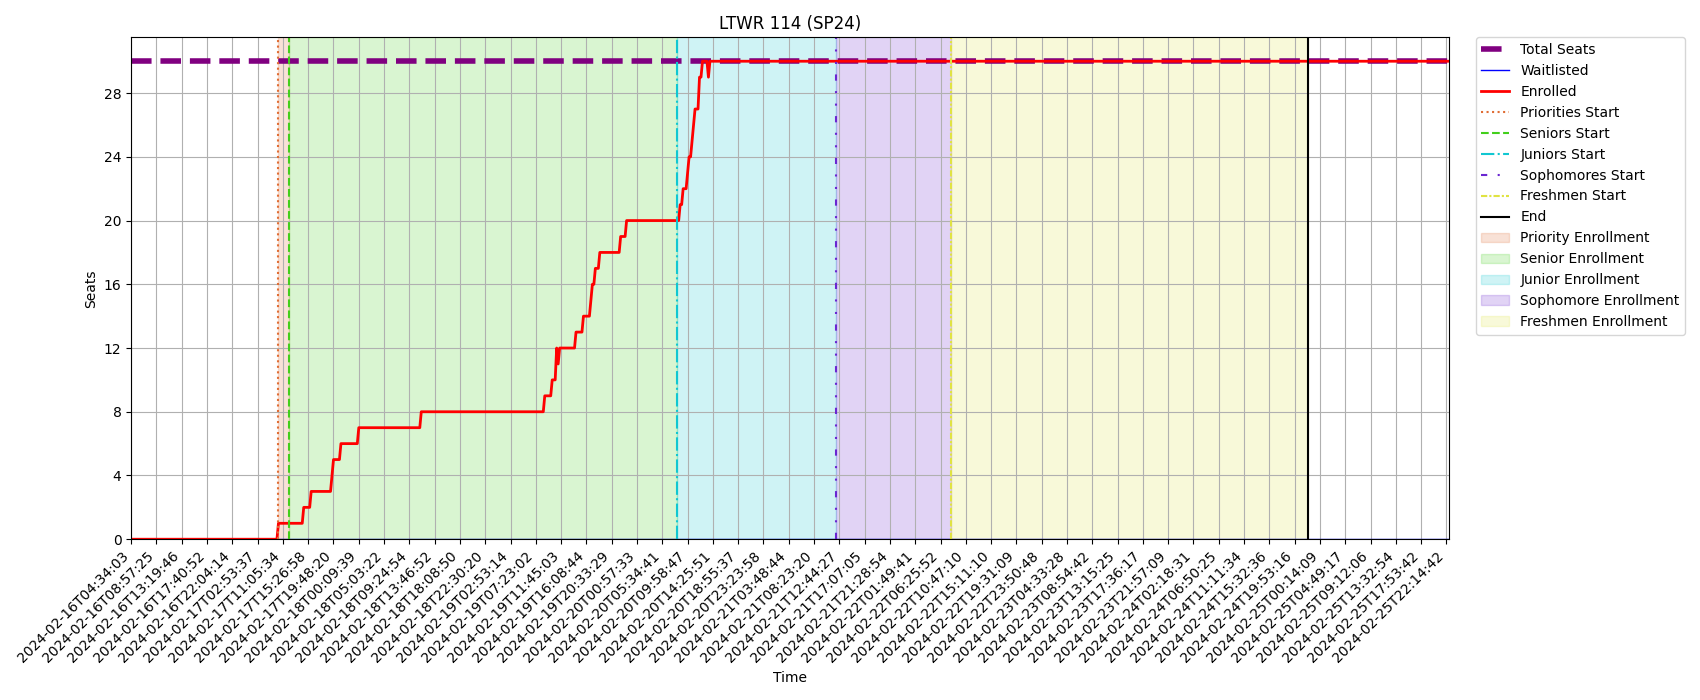 LTWR 114 (SP24)
Seats
28
24
20
16
12
8
4
0
2024-02-16T04:34:03
2024-02-16T08:57:25
2024-02-16T13:19:46
2024-02-16T17:40:52
2024-02-16T22:04:14
2024-02-17T02:53:37
2024-02-17T11:05:34
2024-02-17T15:26:58
2024-02-17T19:48:20
2024-02-18T00:09:39
2024-02-18T05:03:22
2024-02-18T09:24:54
2024-02-18T13:46:52
2024-02-18T18:08:50
2024-02-18T22:30:20
2024-02-19T02:53:14
2024-02-19T07:23:02
2024-02-19T11:45:03
2024-02-19T16:08:44
2024-02-19T20:33:29
2024-02-20T00:57:33
2024-02-20T05:34:41
2024-02-20T09:58:47
2024-02-20T14:25:51
2024-02-20T18:55:37
2024-02-20T23:23:58
2024-02-21T03:48:44
2024-02-21T08:23:20
2024-02-21T12:44:27
2024-02-21T17:07:05
2024-02-21T21:28:54
2024-02-22T01:49:41
2024-02-22T06:25:52
2024-02-22T10:47:10
2024-02-22T15:11:10
2024-02-22T19:31:09
2024-02-22T23:50:48
2024-02-23T04:33:28
2024-02-23T08:54:42
2024-02-23T13:15:25
2024-02-23T17:36:17
2024-02-23T21:57:09
2024-02-24T02:18:31
2024-02-24T06:50:25
2024-02-24T11:11:34
2024-02-24T15:32:36
2024-02-24T19:53:16
2024-02-25T00:14:09
2024-02-25T04:49:17
2024-02-25T09:12:06
2024-02-25T13:32:54
2024-02-25T17:53:42
2024-02-25T22:14:42
Time
Total Seats
Waitlisted
Enrolled
Priorities Start
Seniors Start
Juniors Start
Sophomores Start
Freshmen Start
End
Priority Enrollment
Senior Enrollment
Junior Enrollment
Sophomore Enrollment
Freshmen Enrollment